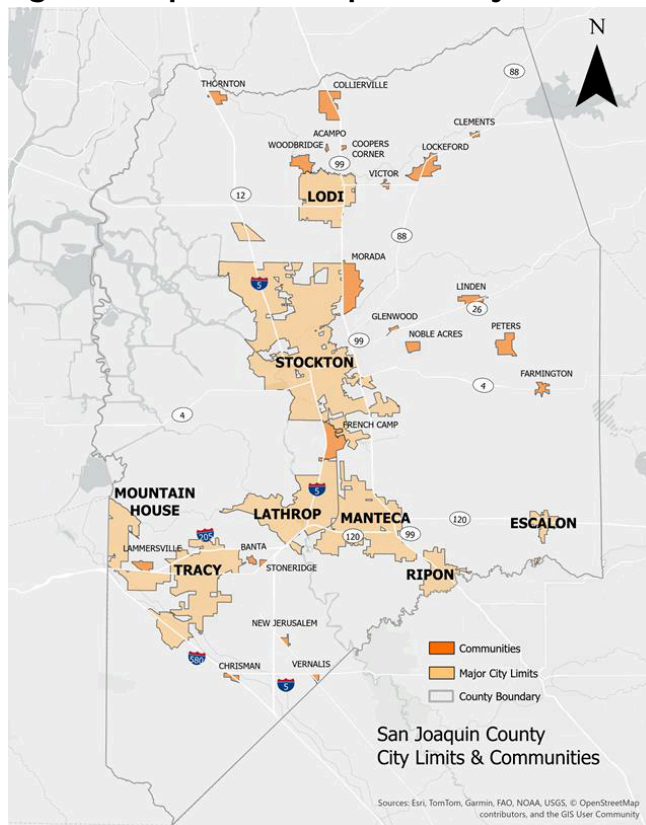 N
88
THORNTON
COLLIERVILLE
CLEMENTS
ACAMPO
WOODBRIDGE
COOPERS
CORNER
LOCKEFORD
99
VICTOR
12
LODI
88
MORADA
5
LINDEN
26
GLENWOOD
NOBLE ACRES
PETERS
99
STOCKTON
4
FARMINGTON
4
FRENCH CAMP
5
MOUNTAIN
HOUSE
LATHROP
MANTECA
120
ESCALON
205
120
99
LAMMERSVILLE
BANTA
TRACY
STONERIDGE
RIPON
NEW JERUSALEM
580
CHRISMAN
VERNALIS
5
Communities
Major City Limits
County Boundary
San Joaquin County
City Limits & Communities
Sources: Esri, TomTom, Garmin, FAO, NOAA, USGS, © OpenStreetMap
contributors, and the GIS User Community